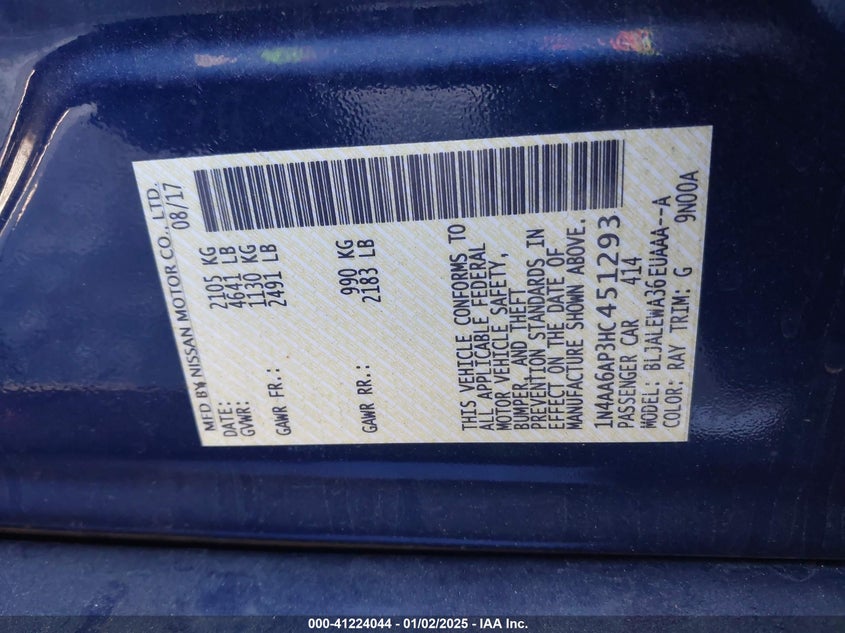 MFD BY NISSAN MOTOR CO., LTD.
DATE: 08/17
GVWR: 2105 KG
4641 LB
GAWR FR.: 1130 KG
2491 LB
GAWR RR.: 990 KG
2183 LB
THIS VEHICLE CONFORMS TO
ALL APPLICABLE FEDERAL
MOTOR VEHICLE SAFETY,
BUMPER, AND THEFT
PREVENTION STANDARDS IN
EFFECT ON THE DATE OF
MANUFACTURE SHOWN ABOVE.
1N4AA6AP3HC451293
PASSENGER CAR 414
MODEL: BLJALEWA36EUAAA--A
COLOR: RAY TRIM: G 9N00A
000-41224044 / 01/02/2025 - IAA Inc.